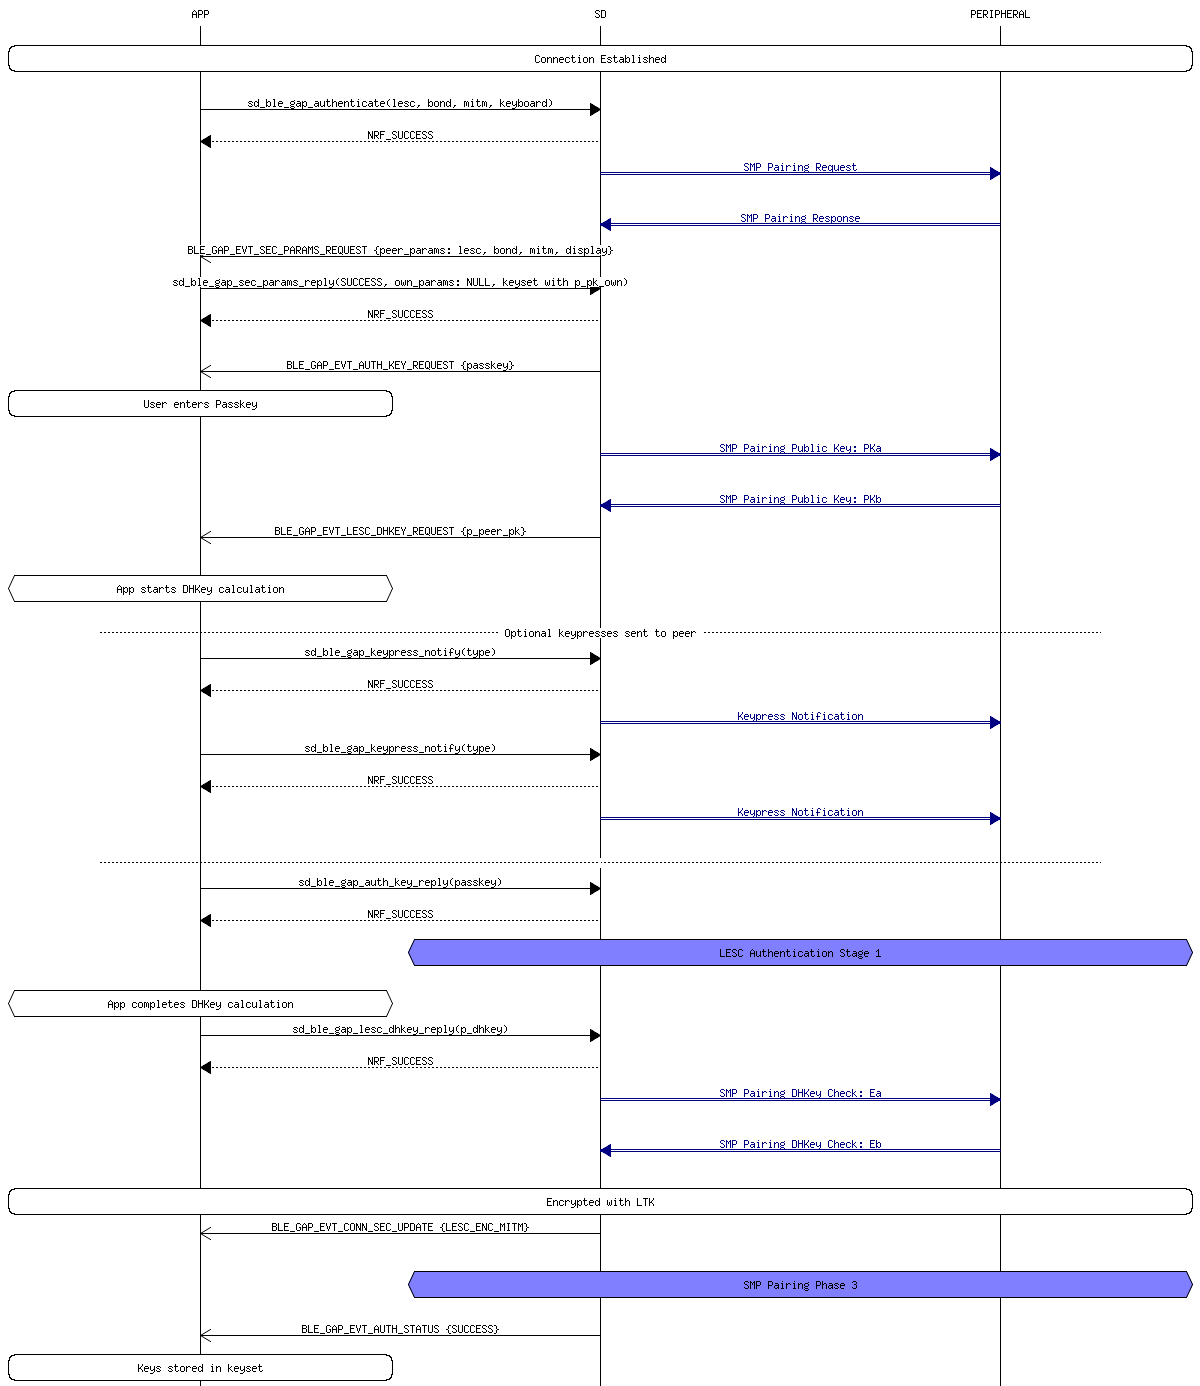 APP SD PERIPHERAL
Connection Established
sd_ble_gap_authenticate(lesc, bond, mitm, keyboard)
NRF_SUCCESS
SMP Pairing Request
SMP Pairing Response
BLE_GAP_EVT_SEC_PARAMS_REQUEST {peer_params: lesc, bond, mitm, display}
sd_ble_gap_sec_params_reply(SUCCESS, own_params: NULL, keyset with p_pk_own)
NRF_SUCCESS
BLE_GAP_EVT_AUTH_KEY_REQUEST {passkey}
User enters Passkey
SMP Pairing Public Key: PKa
SMP Pairing Public Key: PKb
BLE_GAP_EVT_LESC_DHKEY_REQUEST {p_peer_pk}
App starts DHKey calculation
Optional keypresses sent to peer
sd_ble_gap_keypress_notify(type)
NRF_SUCCESS
Keypress Notification
sd_ble_gap_keypress_notify(type)
NRF_SUCCESS
Keypress Notification
sd_ble_gap_auth_key_reply(passkey)
NRF_SUCCESS
LESC Authentication Stage 1
App completes DHKey calculation
sd_ble_gap_lesc_dhkey_reply(p_dhkey)
NRF_SUCCESS
SMP Pairing DHKey Check: Ea
SMP Pairing DHKey Check: Eb
Encrypted with LTK
BLE_GAP_EVT_CONN_SEC_UPDATE {LESC_ENC_MITM}
SMP Pairing Phase 3
BLE_GAP_EVT_AUTH_STATUS {SUCCESS}
Keys stored in keyset